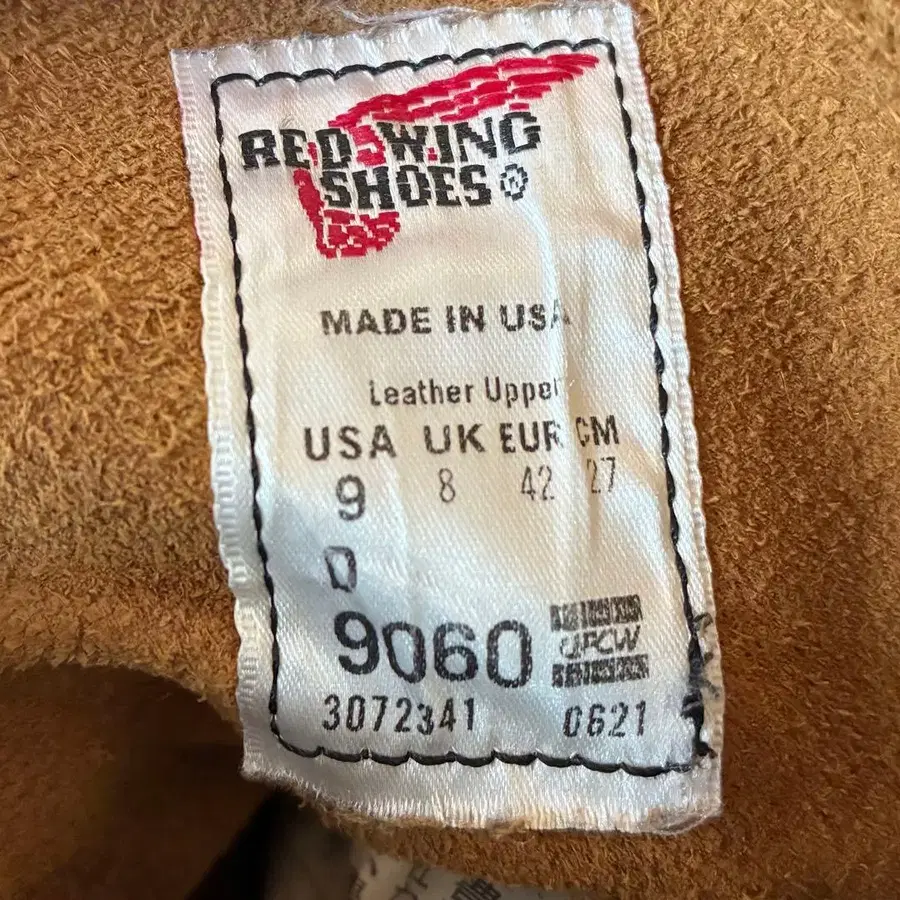 RED WING
SHOES®
MADE IN USA
Leather Upper
USA UK EUR CM
9 8 42 27
D
9060 UFCW
3072341 0621